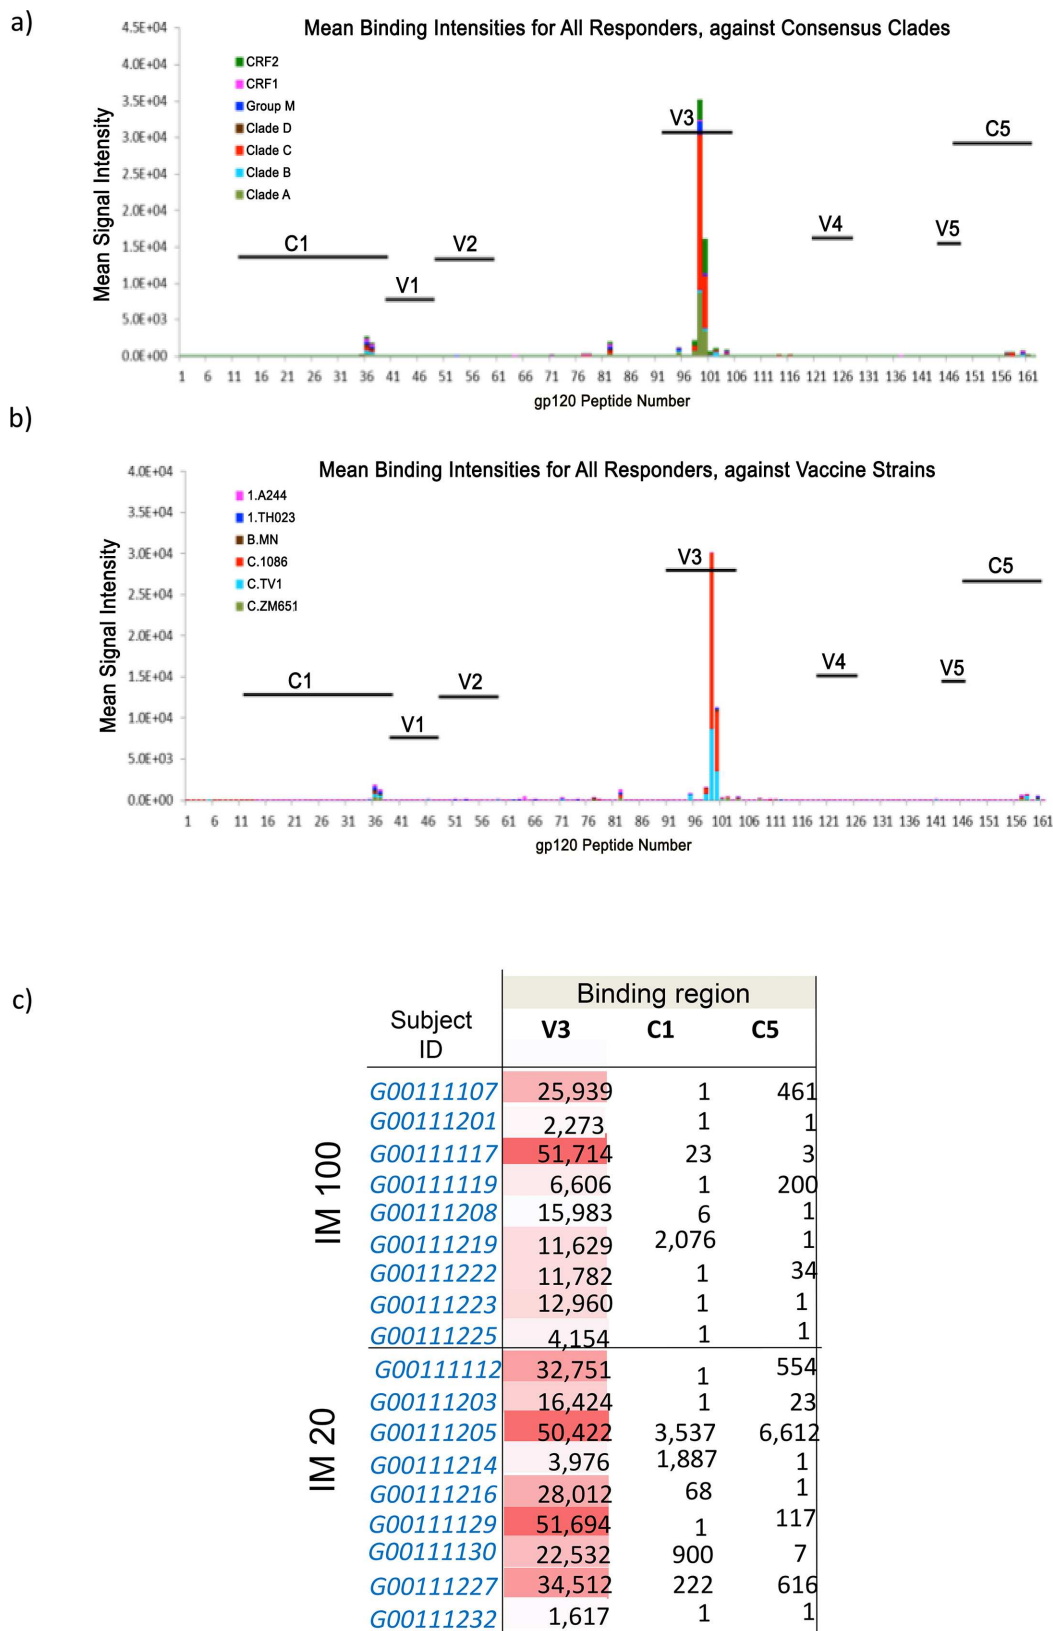 a)
Mean Binding Intensities for All Responders, against Consensus Clades
4.5E+04
4.0E+04
3.5E+04
3.0E+04
2.5E+04
2.0E+04
1.5E+04
1.0E+04
5.0E+03
0.0E+00
Mean Signal Intensity
CRF2
CRF1
Group M
Clade D
Clade C
Clade B
Clade A
C1
V1
V2
V3
V4
V5
C5
1 6 11 16 21 26 31 36 41 46 51 56 61 66 71 76 81 86 91 96 101 106 111 116 121 126 131 136 141 146 151 156 161
gp120 Peptide Number
b)
Mean Binding Intensities for All Responders, against Vaccine Strains
4.0E+04
3.5E+04
3.0E+04
2.5E+04
2.0E+04
1.5E+04
1.0E+04
5.0E+03
0.0E+00
Mean Signal Intensity
1.A244
1.TH023
B.MN
C.1086
C.TV1
C.ZM651
C1
V1
V2
V3
V4
V5
C5
1 6 11 16 21 26 31 36 41 46 51 56 61 66 71 76 81 86 91 96 101 106 111 116 121 126 131 136 141 146 151 156 161
gp120 Peptide Number
c)
Binding region
Subject
ID
V3 C1 C5
IM 100
G00111107 25,939 1 461
G00111201 2,273 1 1
G00111117 51,714 23 3
G00111119 6,606 1 200
G00111208 15,983 6 1
G00111219 11,629 2,076 1
G00111222 11,782 1 34
G00111223 12,960 1 1
G00111225 4,154 1 1
IM 20
G00111112 32,751 1 554
G00111203 16,424 1 23
G00111205 50,422 3,537 6,612
G00111214 3,976 1,887 1
G00111216 28,012 68 1
G00111129 51,694 1 117
G00111130 22,532 900 7
G00111227 34,512 222 616
G00111232 1,617 1 1